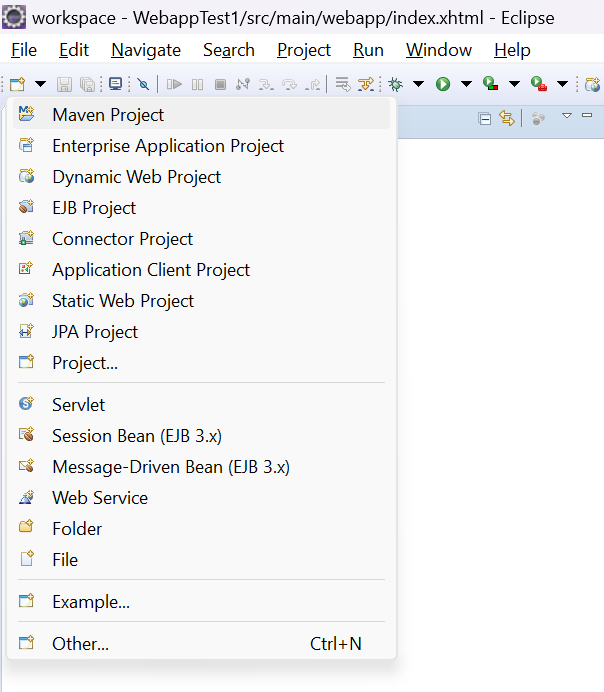 workspace - WebappTest1/src/main/webapp/index.xhtml - Eclipse
File Edit Navigate Search Project Run Window Help
Maven Project
Enterprise Application Project
Dynamic Web Project
EJB Project
Connector Project
Application Client Project
Static Web Project
JPA Project
Project...
Servlet
Session Bean (EJB 3.x)
Message-Driven Bean (EJB 3.x)
Web Service
Folder
File
Example...
Other... Ctrl+N